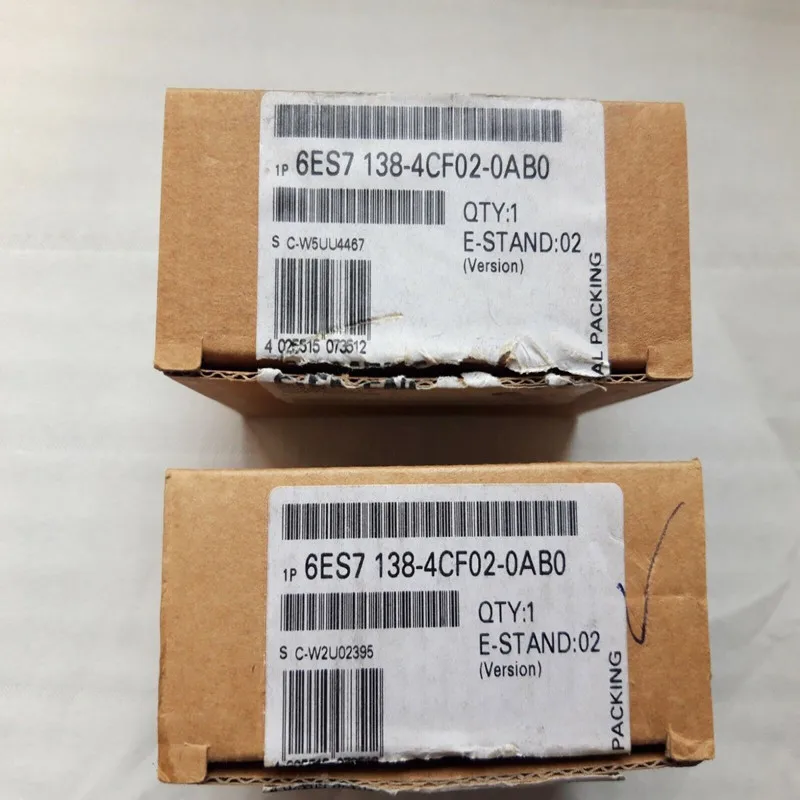 1P 6ES7 138-4CF02-0AB0
QTY:1
S C-W5UU4467
E-STAND:02
(Version)
AL PACKING
4 025515 073512
1P 6ES7 138-4CF02-0AB0
QTY:1
S C-W2U02395
E-STAND:02
(Version)
PACKING